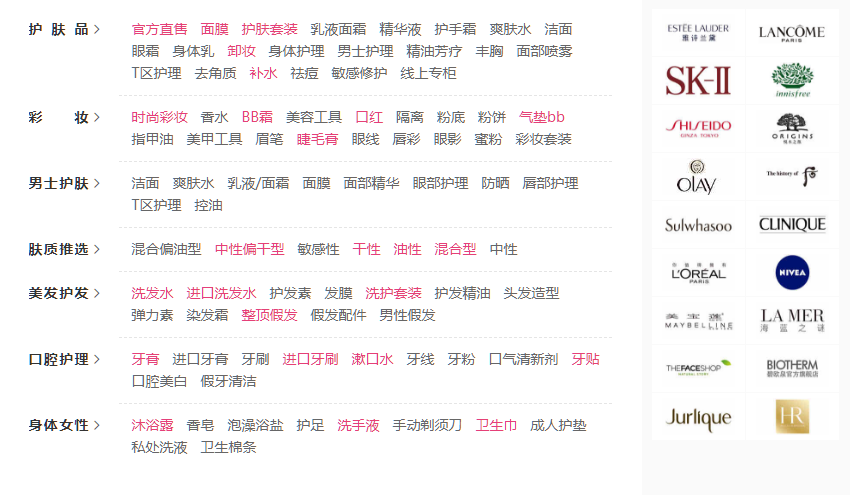 护肤品 > 官方直售 面膜 护肤套装 乳液面霜 精华液 护手霜 爽肤水 洁面
眼霜 身体乳 卸妆 身体护理 男士护理 精油芳疗 丰胸 面部喷雾
T区护理 去角质 补水 祛痘 敏感修护 线上专柜
彩妆 > 时尚彩妆 香水 BB霜 美容工具 口红 隔离 粉底 粉饼 气垫bb
指甲油 美甲工具 眉笔 睫毛膏 眼线 唇彩 眼影 蜜粉 彩妆套装
男士护肤 > 洁面 爽肤水 乳液/面霜 面膜 面部精华 眼部护理 防晒 唇部护理
T区护理 控油
肤质推选 > 混合偏油型 中性偏干型 敏感性 干性 油性 混合型 中性
美发护发 > 洗发水 进口洗发水 护发素 发膜 洗护套装 护发精油 头发造型
弹力素 染发霜 整顶假发 假发配件 男性假发
口腔护理 > 牙膏 进口牙膏 牙刷 进口牙刷 漱口水 牙线 牙粉 口气清新剂 牙贴
口腔美白 假牙清洁
身体女性 > 沐浴露 香皂 泡澡浴盐 护足 洗手液 手动剃须刀 卫生巾 成人护垫
私处洗液 卫生棉条
ESTĒE LAUDER
雅诗兰黛
LANCÔME
PARIS
SK-II
innisfree
SHISEIDO
GINZA TOKYO
ORIGINS
OLAY
The history of 后
Sulwhasoo
CLINIQUE
L'ORÉAL
PARIS
NIVEA
美宝莲
MAYBELLINE
LA MER
海蓝之谜
THEFACESHOP
NATURAL STORY
BIOTHERM
碧欧泉官方旗舰店
Jurlique
HR